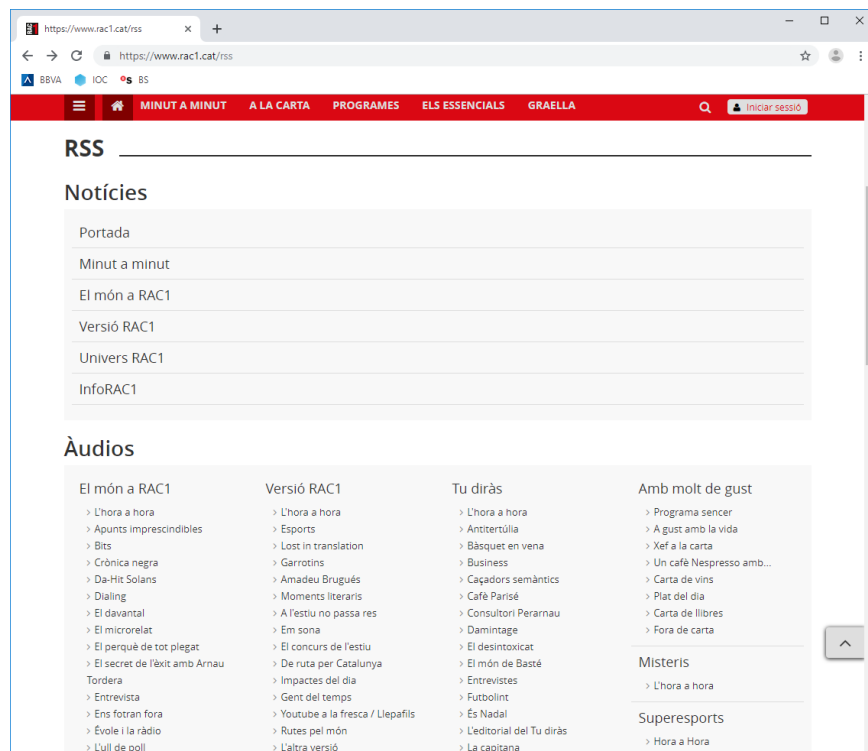 https://www.rac1.cat/rss
https://www.rac1.cat/rss
BBVA IOC BS BS
MINUT A MINUT A LA CARTA PROGRAMES ELS ESSENCIALS GRAELLA Iniciar sessió
RSS
Notícies
Portada
Minut a minut
El món a RAC1
Versió RAC1
Univers RAC1
InfoRAC1
Àudios
El món a RAC1
> L'hora a hora
> Apunts imprescindibles
> Bits
> Crònica negra
> Da-Hit Solans
> Dialing
> El davantal
> El microrelat
> El perquè de tot plegat
> El secret de l'èxit amb Arnau
Tordera
> Entrevista
> Ens fotran fora
> Évole i la ràdio
> L'ull de poll
Versió RAC1
> L'hora a hora
> Esports
> Lost in translation
> Garrotins
> Amadeu Brugués
> Moments literaris
> A l'estiu no passa res
> Em sona
> El concurs de l'estiu
> De ruta per Catalunya
> Impactes del dia
> Gent del temps
> Youtube a la fresca / Llepafils
> Rutes pel món
> L'altra versió
Tu diràs
> L'hora a hora
> Antitertúlia
> Bàsquet en vena
> Business
> Caçadors semàntics
> Cafè Parisé
> Consultori Perarnau
> Damintage
> El desintoxicat
> El món de Basté
> Entrevistes
> Futbolint
> És Nadal
> L'editorial del Tu diràs
> La capitana
Amb molt de gust
> Programa sencer
> A gust amb la vida
> Xef a la carta
> Un cafè Nespresso amb...
> Carta de vins
> Plat del dia
> Carta de llibres
> Fora de carta
Misteris
> L'hora a hora
Superesports
> Hora a Hora